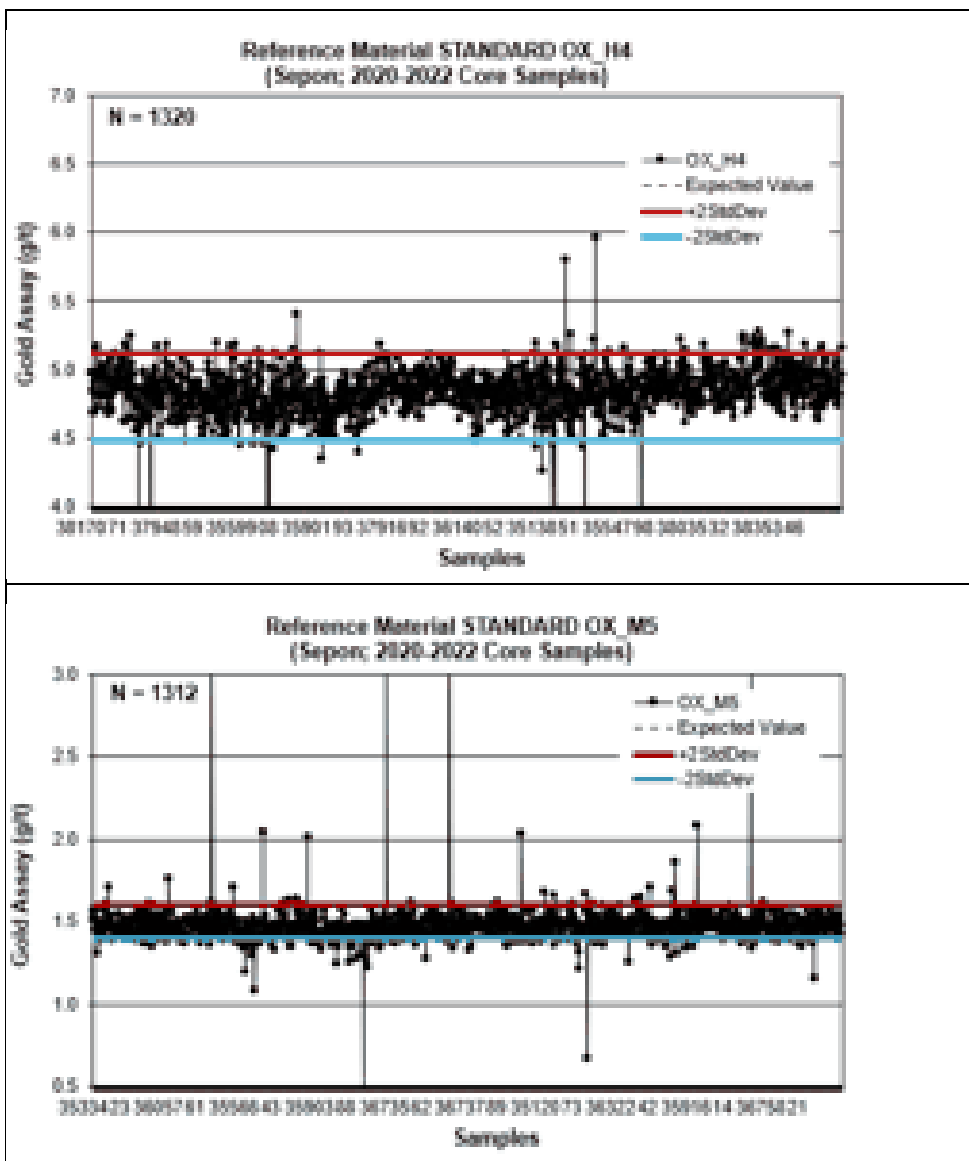 Reference Material STANDARD OX_H4
(Sepon; 2020-2022 Core Samples)
N = 1320
OX_H4
Expected Value
+2StdDev
-2StdDev
Gold Assay (g/t)
7.0
6.5
6.0
5.5
5.0
4.5
4.0
Samples
Reference Material STANDARD OX_M5
(Sepon; 2020-2022 Core Samples)
N = 1312
OX_M5
Expected Value
+2StdDev
-2StdDev
Gold Assay (g/t)
3.0
2.5
2.0
1.5
1.0
0.5
Samples